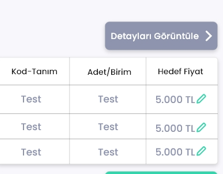 Detayları Görüntüle
Kod-Tanım Adet/Birim Hedef Fiyat
Test Test 5.000 TL
Test Test 5.000 TL
Test Test 5.000 TL